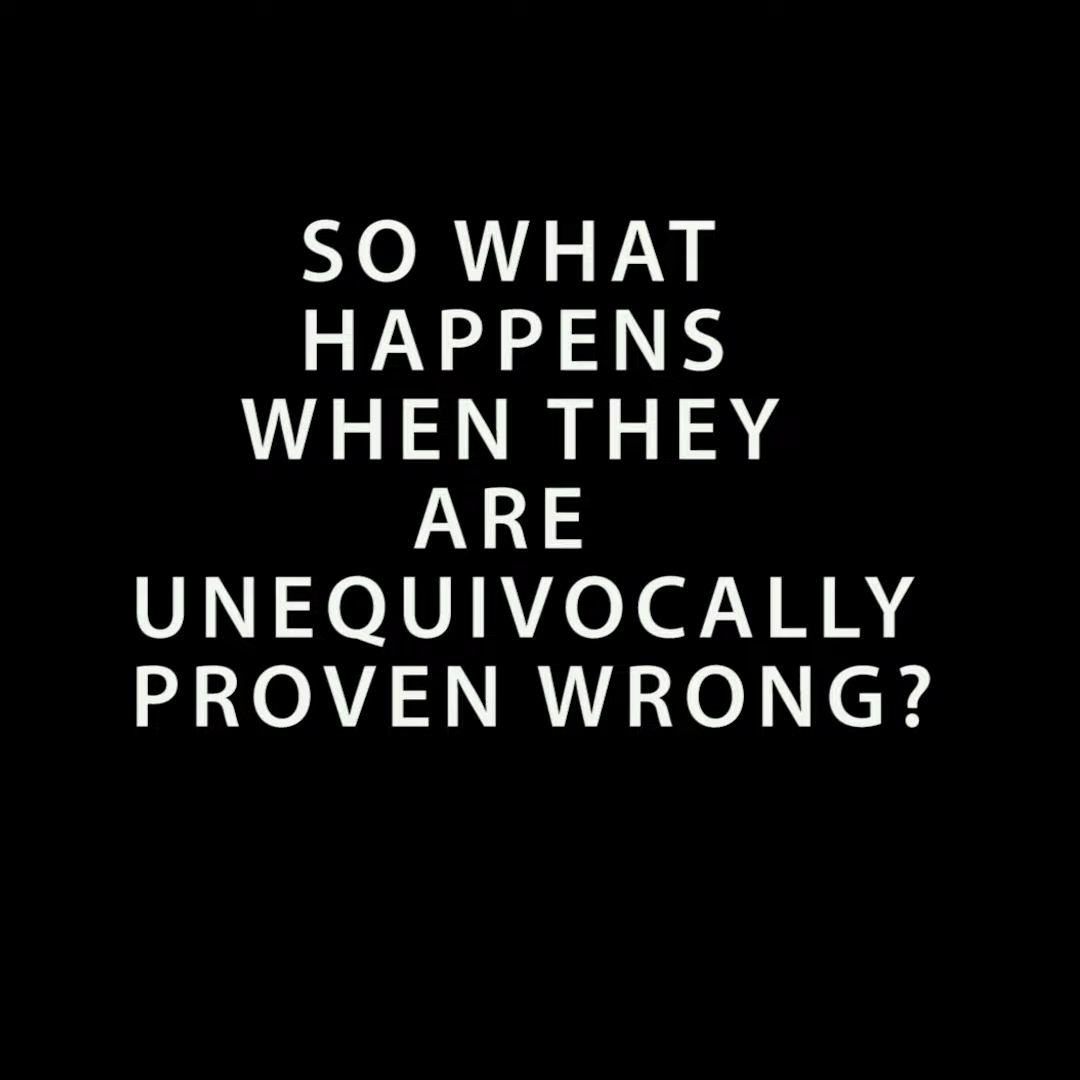 SO WHAT
HAPPENS
WHEN THEY
ARE
UNEQUIVOCALLY
PROVEN WRONG?